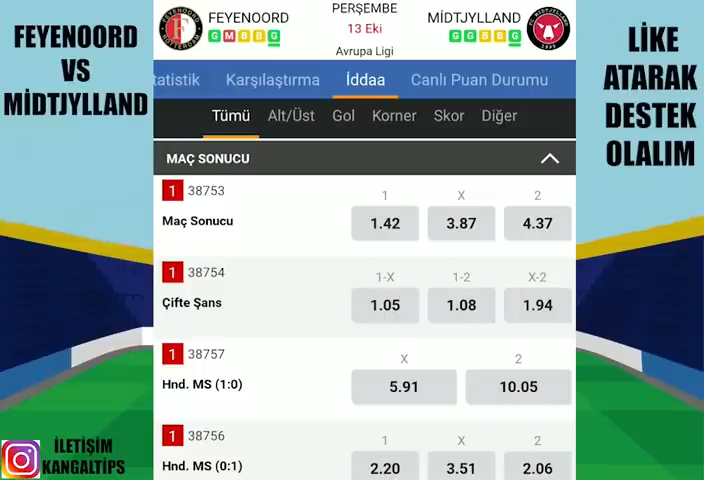 FEYENOORD
VS
MİDTJYLLAND
FEYENOORD
G M B B G
PERŞEMBE
13 Eki
Avrupa Ligi
MİDTJYLLAND
G G B B G
LİKE
ATARAK
DESTEK
OLALIM
tatistik Karşılaştırma İddaa Canlı Puan Durumu
Tümü Alt/Üst Gol Korner Skor Diğer
MAÇ SONUCU
1 38753
Maç Sonucu
1 X 2
1.42 3.87 4.37
1 38754
Çifte Şans
1-X 1-2 X-2
1.05 1.08 1.94
1 38757
Hnd. MS (1:0)
X 2
5.91 10.05
1 38756
Hnd. MS (0:1)
1 X 2
2.20 3.51 2.06
İLETİŞİM
KANGALTİPS